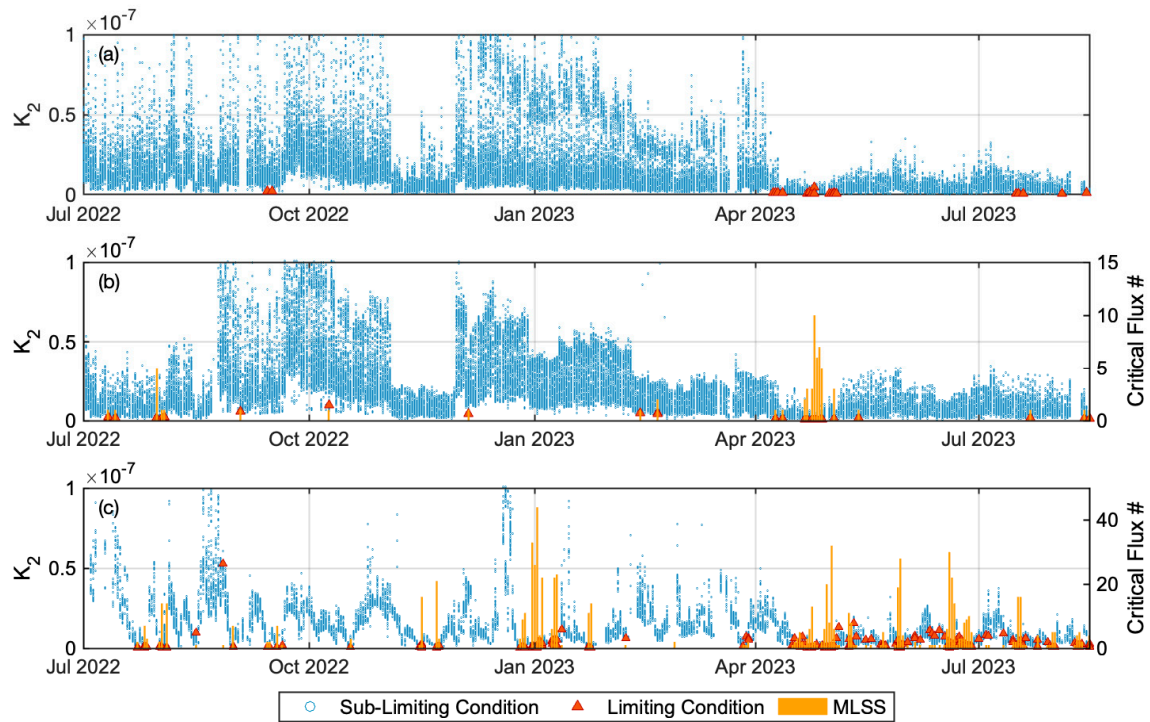 ×10⁻⁷
(a)
1
0.5
0
K₂
Jul 2022 Oct 2022 Jan 2023 Apr 2023 Jul 2023
×10⁻⁷
(b)
1 15
0.5 10
5
0 0
K₂ Critical Flux #
Jul 2022 Oct 2022 Jan 2023 Apr 2023 Jul 2023
×10⁻⁷
(c)
1
40
0.5
20
0 0
K₂ Critical Flux #
Jul 2022 Oct 2022 Jan 2023 Apr 2023 Jul 2023
Sub-Limiting Condition Limiting Condition MLSS